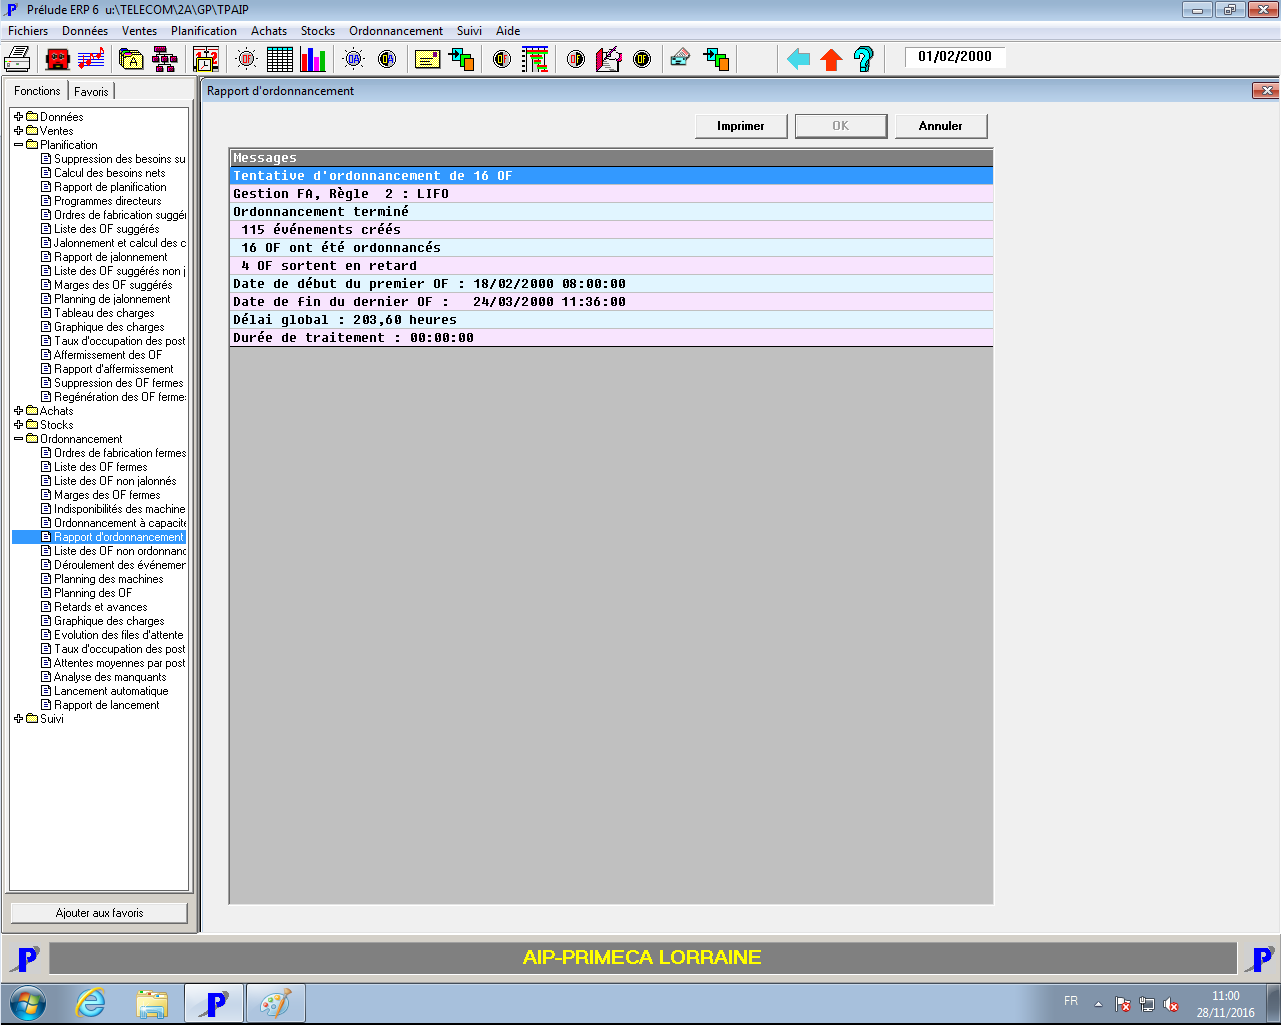 Prélude ERP 6 u:\TELECOM\2A\GP\TPAIP
Fichiers Données Ventes Planification Achats Stocks Ordonnancement Suivi Aide
01/02/2000
Fonctions Favoris
Rapport d'ordonnancement
Imprimer OK Annuler
Données
Ventes
Planification
Suppression des besoins su
Calcul des besoins nets
Rapport de planification
Programmes directeurs
Ordres de fabrication suggér
Liste des OF suggérés
Jalonnement et calcul des c
Rapport de jalonnement
Liste des OF suggérés non j
Marges des OF suggérés
Planning de jalonnement
Tableau des charges
Graphique des charges
Taux d'occupation des post
Affermissement des OF
Rapport d'affermissement
Suppression des OF fermes
Regénération des OF ferme
Achats
Stocks
Ordonnancement
Ordres de fabrication fermes
Liste des OF fermes
Liste des OF non jalonnés
Marges des OF fermes
Indisponibilités des machine
Ordonnancement à capacité
Rapport d'ordonnancement
Liste des OF non ordonnanc
Déroulement des événemen
Planning des machines
Planning des OF
Retards et avances
Graphique des charges
Evolution des files d'attente
Taux d'occupation des post
Attentes moyennes par post
Analyse des manquants
Lancement automatique
Rapport de lancement
Suivi
Messages
Tentative d'ordonnancement de 16 OF
Gestion FA, Règle 2 : LIFO
Ordonnancement terminé
115 événements créés
16 OF ont été ordonnancés
4 OF sortent en retard
Date de début du premier OF : 18/02/2000 08:00:00
Date de fin du dernier OF : 24/03/2000 11:36:00
Délai global : 203,60 heures
Durée de traitement : 00:00:00
Ajouter aux favoris
AIP-PRIMECA LORRAINE
FR
11:00
28/11/2016